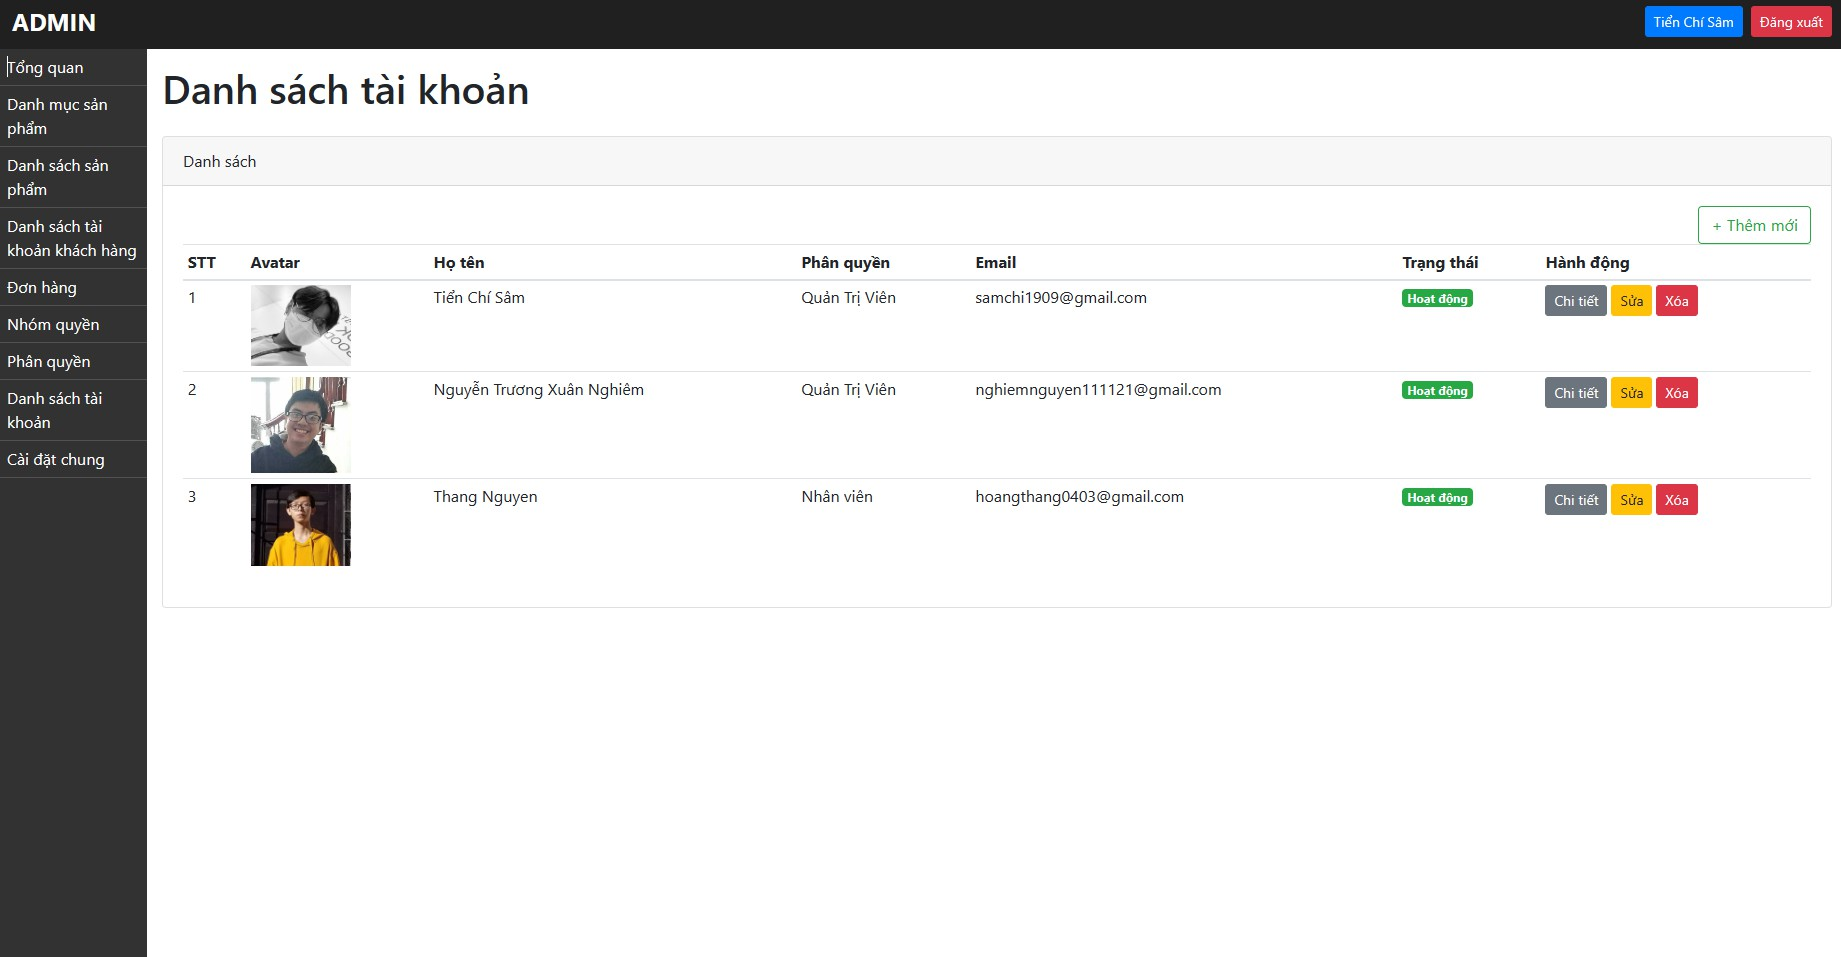 ADMIN
Tiển Chí Sâm
Đăng xuất
Tổng quan
Danh mục sản
phẩm
Danh sách sản
phẩm
Danh sách tài
khoản khách hàng
Đơn hàng
Nhóm quyền
Phân quyền
Danh sách tài
khoản
Cài đặt chung
Danh sách tài khoản
Danh sách
+ Thêm mới
STT Avatar Họ tên Phân quyền Email Trạng thái Hành động
1 Tiển Chí Sâm Quản Trị Viên samchi1909@gmail.com Hoạt động Chi tiết Sửa Xóa
2 Nguyễn Trương Xuân Nghiêm Quản Trị Viên nghiemnguyen111121@gmail.com Hoạt động Chi tiết Sửa Xóa
3 Thang Nguyen Nhân viên hoangthang0403@gmail.com Hoạt động Chi tiết Sửa Xóa